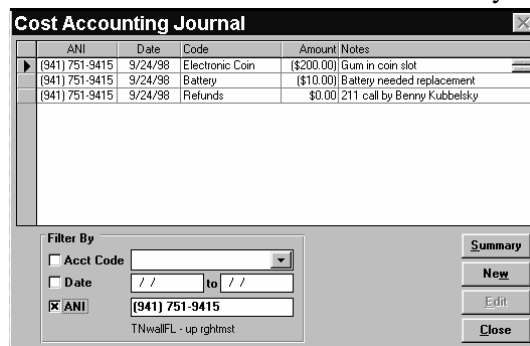 Cost Accounting Journal
ANI Date Code Amount Notes
(941) 751-9415 9/24/98 Electronic Coin ($200.00) Gum in coin slot
(941) 751-9415 9/24/98 Battery ($10.00) Battery needed replacement
(941) 751-9415 9/24/98 Refunds $0.00 211 call by Benny Kubbelsky
Filter By
Acct Code
Summary
Date / / to / /
New
ANI (941) 751-9415
Edit
TNwallFL - up rghtmst
Close